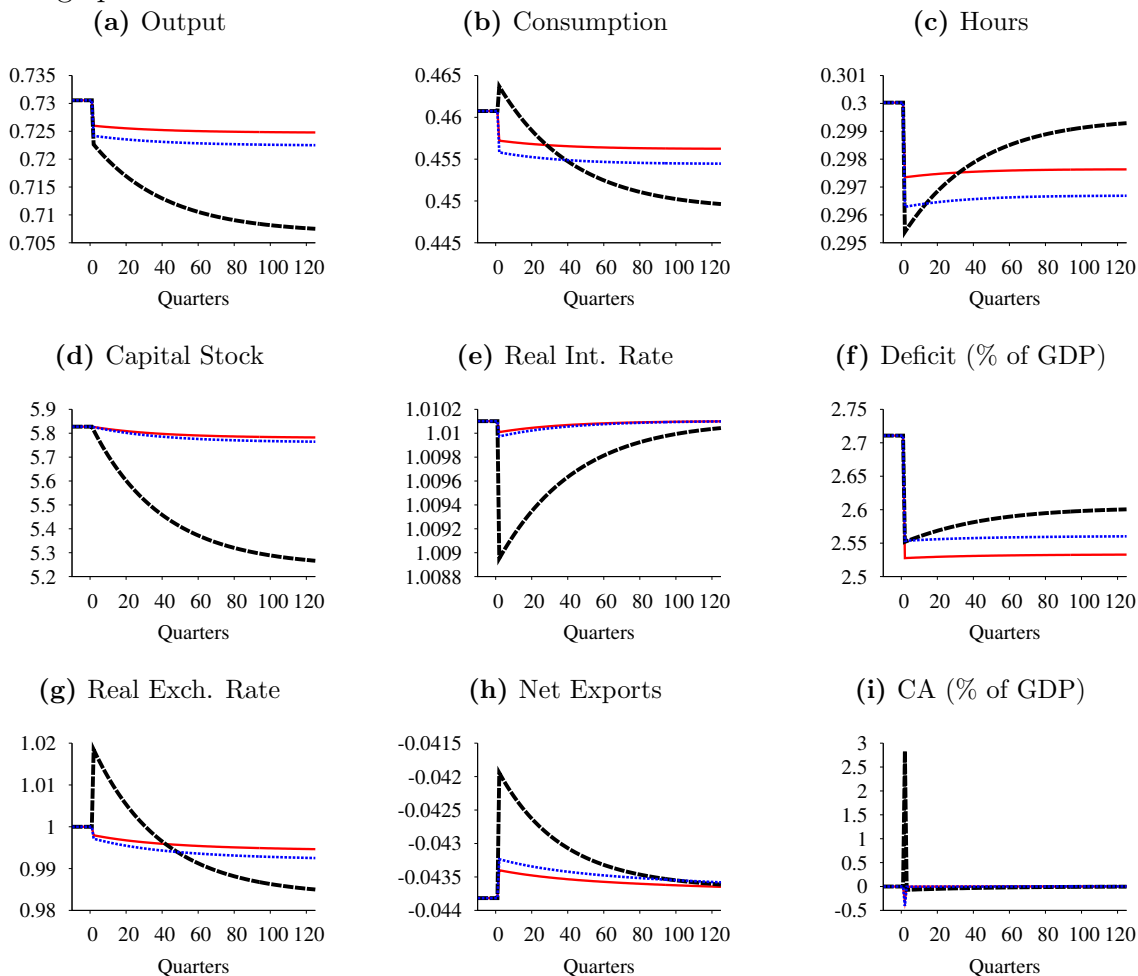 (a) Output
(b) Consumption
(c) Hours
0.735
0.73
0.725
0.72
0.715
0.71
0.705
0 20 40 60 80 100 120
Quarters
0.465
0.46
0.455
0.45
0.445
0 20 40 60 80 100 120
Quarters
0.301
0.3
0.299
0.298
0.297
0.296
0.295
0 20 40 60 80 100 120
Quarters
(d) Capital Stock
(e) Real Int. Rate
(f) Deficit (% of GDP)
5.9
5.8
5.7
5.6
5.5
5.4
5.3
5.2
0 20 40 60 80 100 120
Quarters
1.0102
1.01
1.0098
1.0096
1.0094
1.0092
1.009
1.0088
0 20 40 60 80 100 120
Quarters
2.75
2.7
2.65
2.6
2.55
2.5
0 20 40 60 80 100 120
Quarters
(g) Real Exch. Rate
(h) Net Exports
(i) CA (% of GDP)
1.02
1.01
1
0.99
0.98
0 20 40 60 80 100 120
Quarters
-0.0415
-0.042
-0.0425
-0.043
-0.0435
-0.044
0 20 40 60 80 100 120
Quarters
3
2.5
2
1.5
1
0.5
0
-0.5
0 20 40 60 80 100 120
Quarters